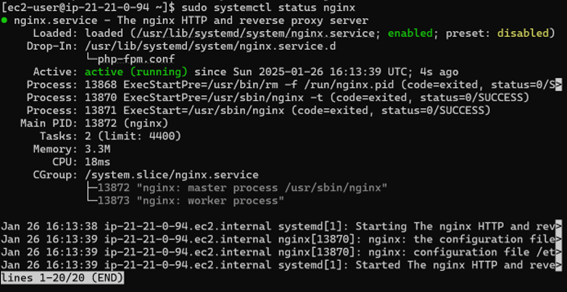 [ec2-user@ip-21-21-0-94 ~]$ sudo systemctl status nginx
● nginx.service - The nginx HTTP and reverse proxy server
Loaded: loaded (/usr/lib/systemd/system/nginx.service; enabled; preset: disabled)
Drop-In: /usr/lib/systemd/system/nginx.service.d
└─php-fpm.conf
Active: active (running) since Sun 2025-01-26 16:13:39 UTC; 4s ago
Process: 13868 ExecStartPre=/usr/bin/rm -f /run/nginx.pid (code=exited, status=0/S>
Process: 13870 ExecStartPre=/usr/sbin/nginx -t (code=exited, status=0/SUCCESS)
Process: 13871 ExecStart=/usr/sbin/nginx (code=exited, status=0/SUCCESS)
Main PID: 13872 (nginx)
Tasks: 2 (limit: 4400)
Memory: 3.3M
CPU: 18ms
CGroup: /system.slice/nginx.service
├─13872 "nginx: master process /usr/sbin/nginx"
└─13873 "nginx: worker process"
Jan 26 16:13:38 ip-21-21-0-94.ec2.internal systemd[1]: Starting The nginx HTTP and rev>
Jan 26 16:13:39 ip-21-21-0-94.ec2.internal nginx[13870]: nginx: the configuration file>
Jan 26 16:13:39 ip-21-21-0-94.ec2.internal nginx[13870]: nginx: configuration file /et>
Jan 26 16:13:39 ip-21-21-0-94.ec2.internal systemd[1]: Started The nginx HTTP and reve>
lines 1-20/20 (END)